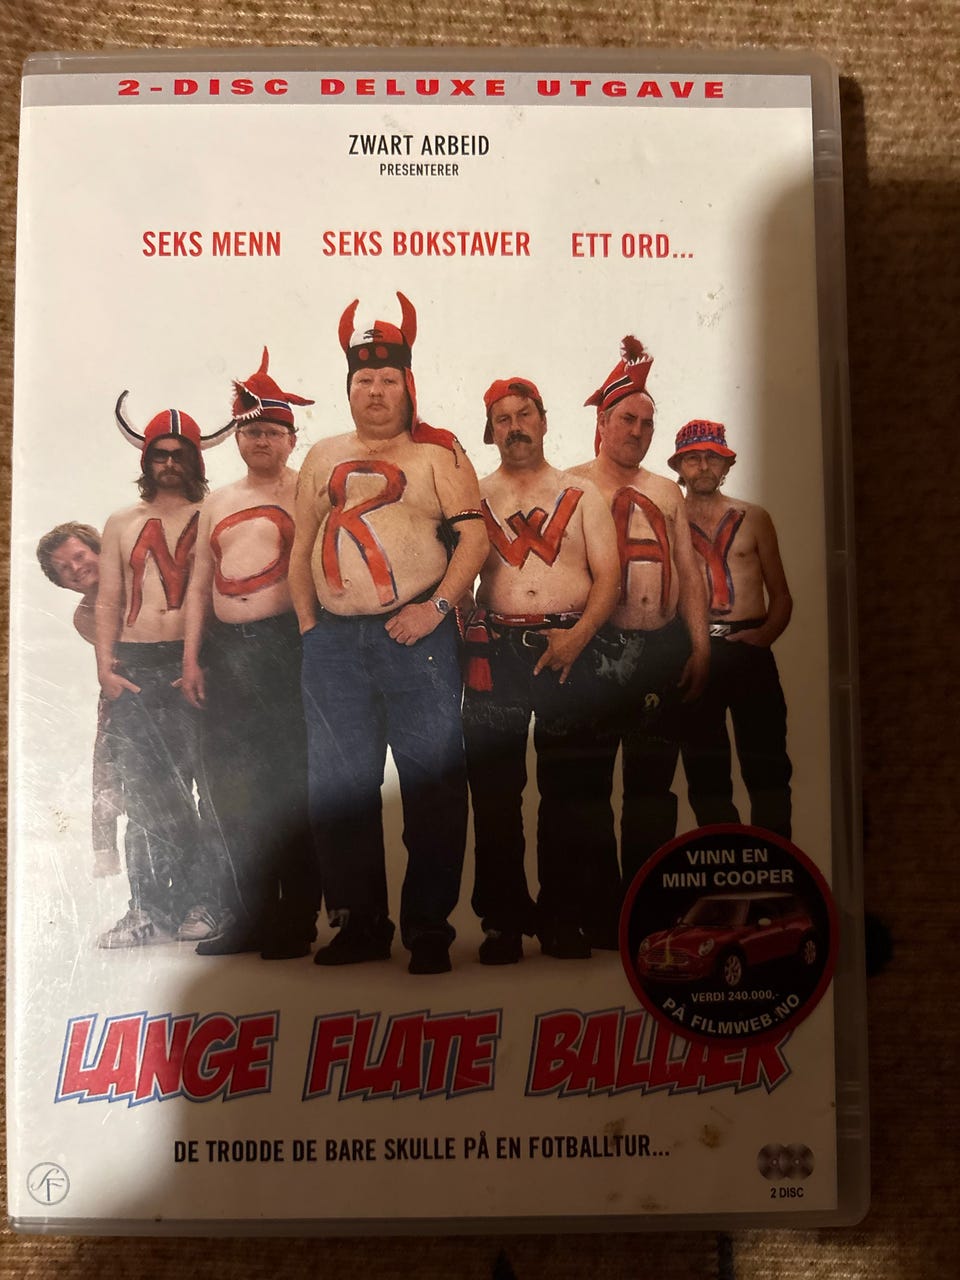 2-DISC DELUXE UTGAVE
ZWART ARBEID
PRESENTERER
SEKS MENN SEKS BOKSTAVER ETT ORD...
N O R W A Y
VINN EN
MINI COOPER
VERDI 240.000,-
PÅ FILMWEB.NO
LANGE FLATE BALLÆR
DE TRODDE DE BARE SKULLE PÅ EN FOTBALLTUR...
SF
2 DISC